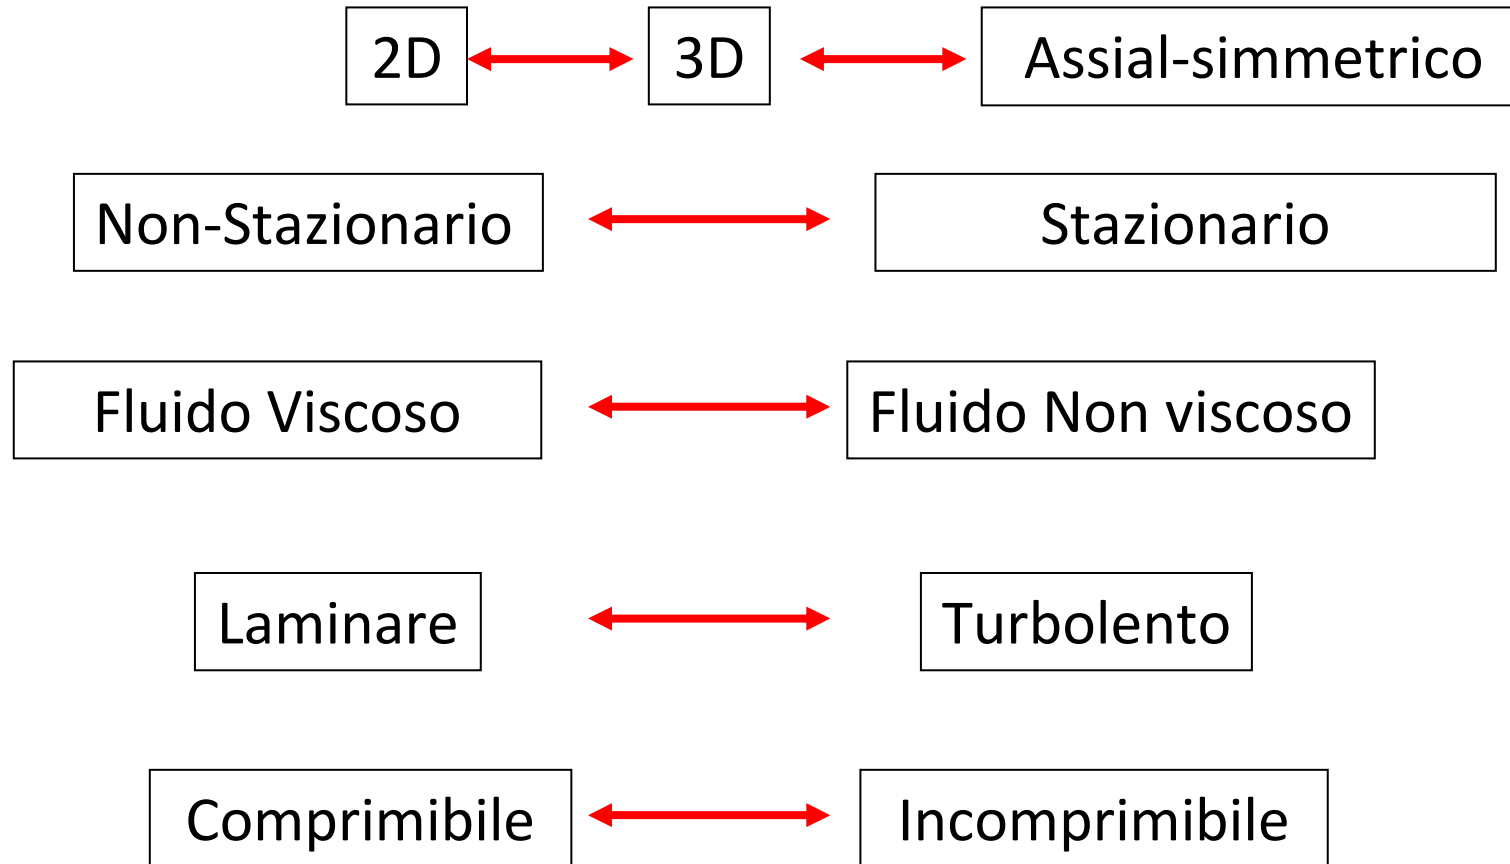 2D 3D Assial-simmetrico
Non-Stazionario Stazionario
Fluido Viscoso Fluido Non viscoso
Laminare Turbolento
Comprimibile Incomprimibile